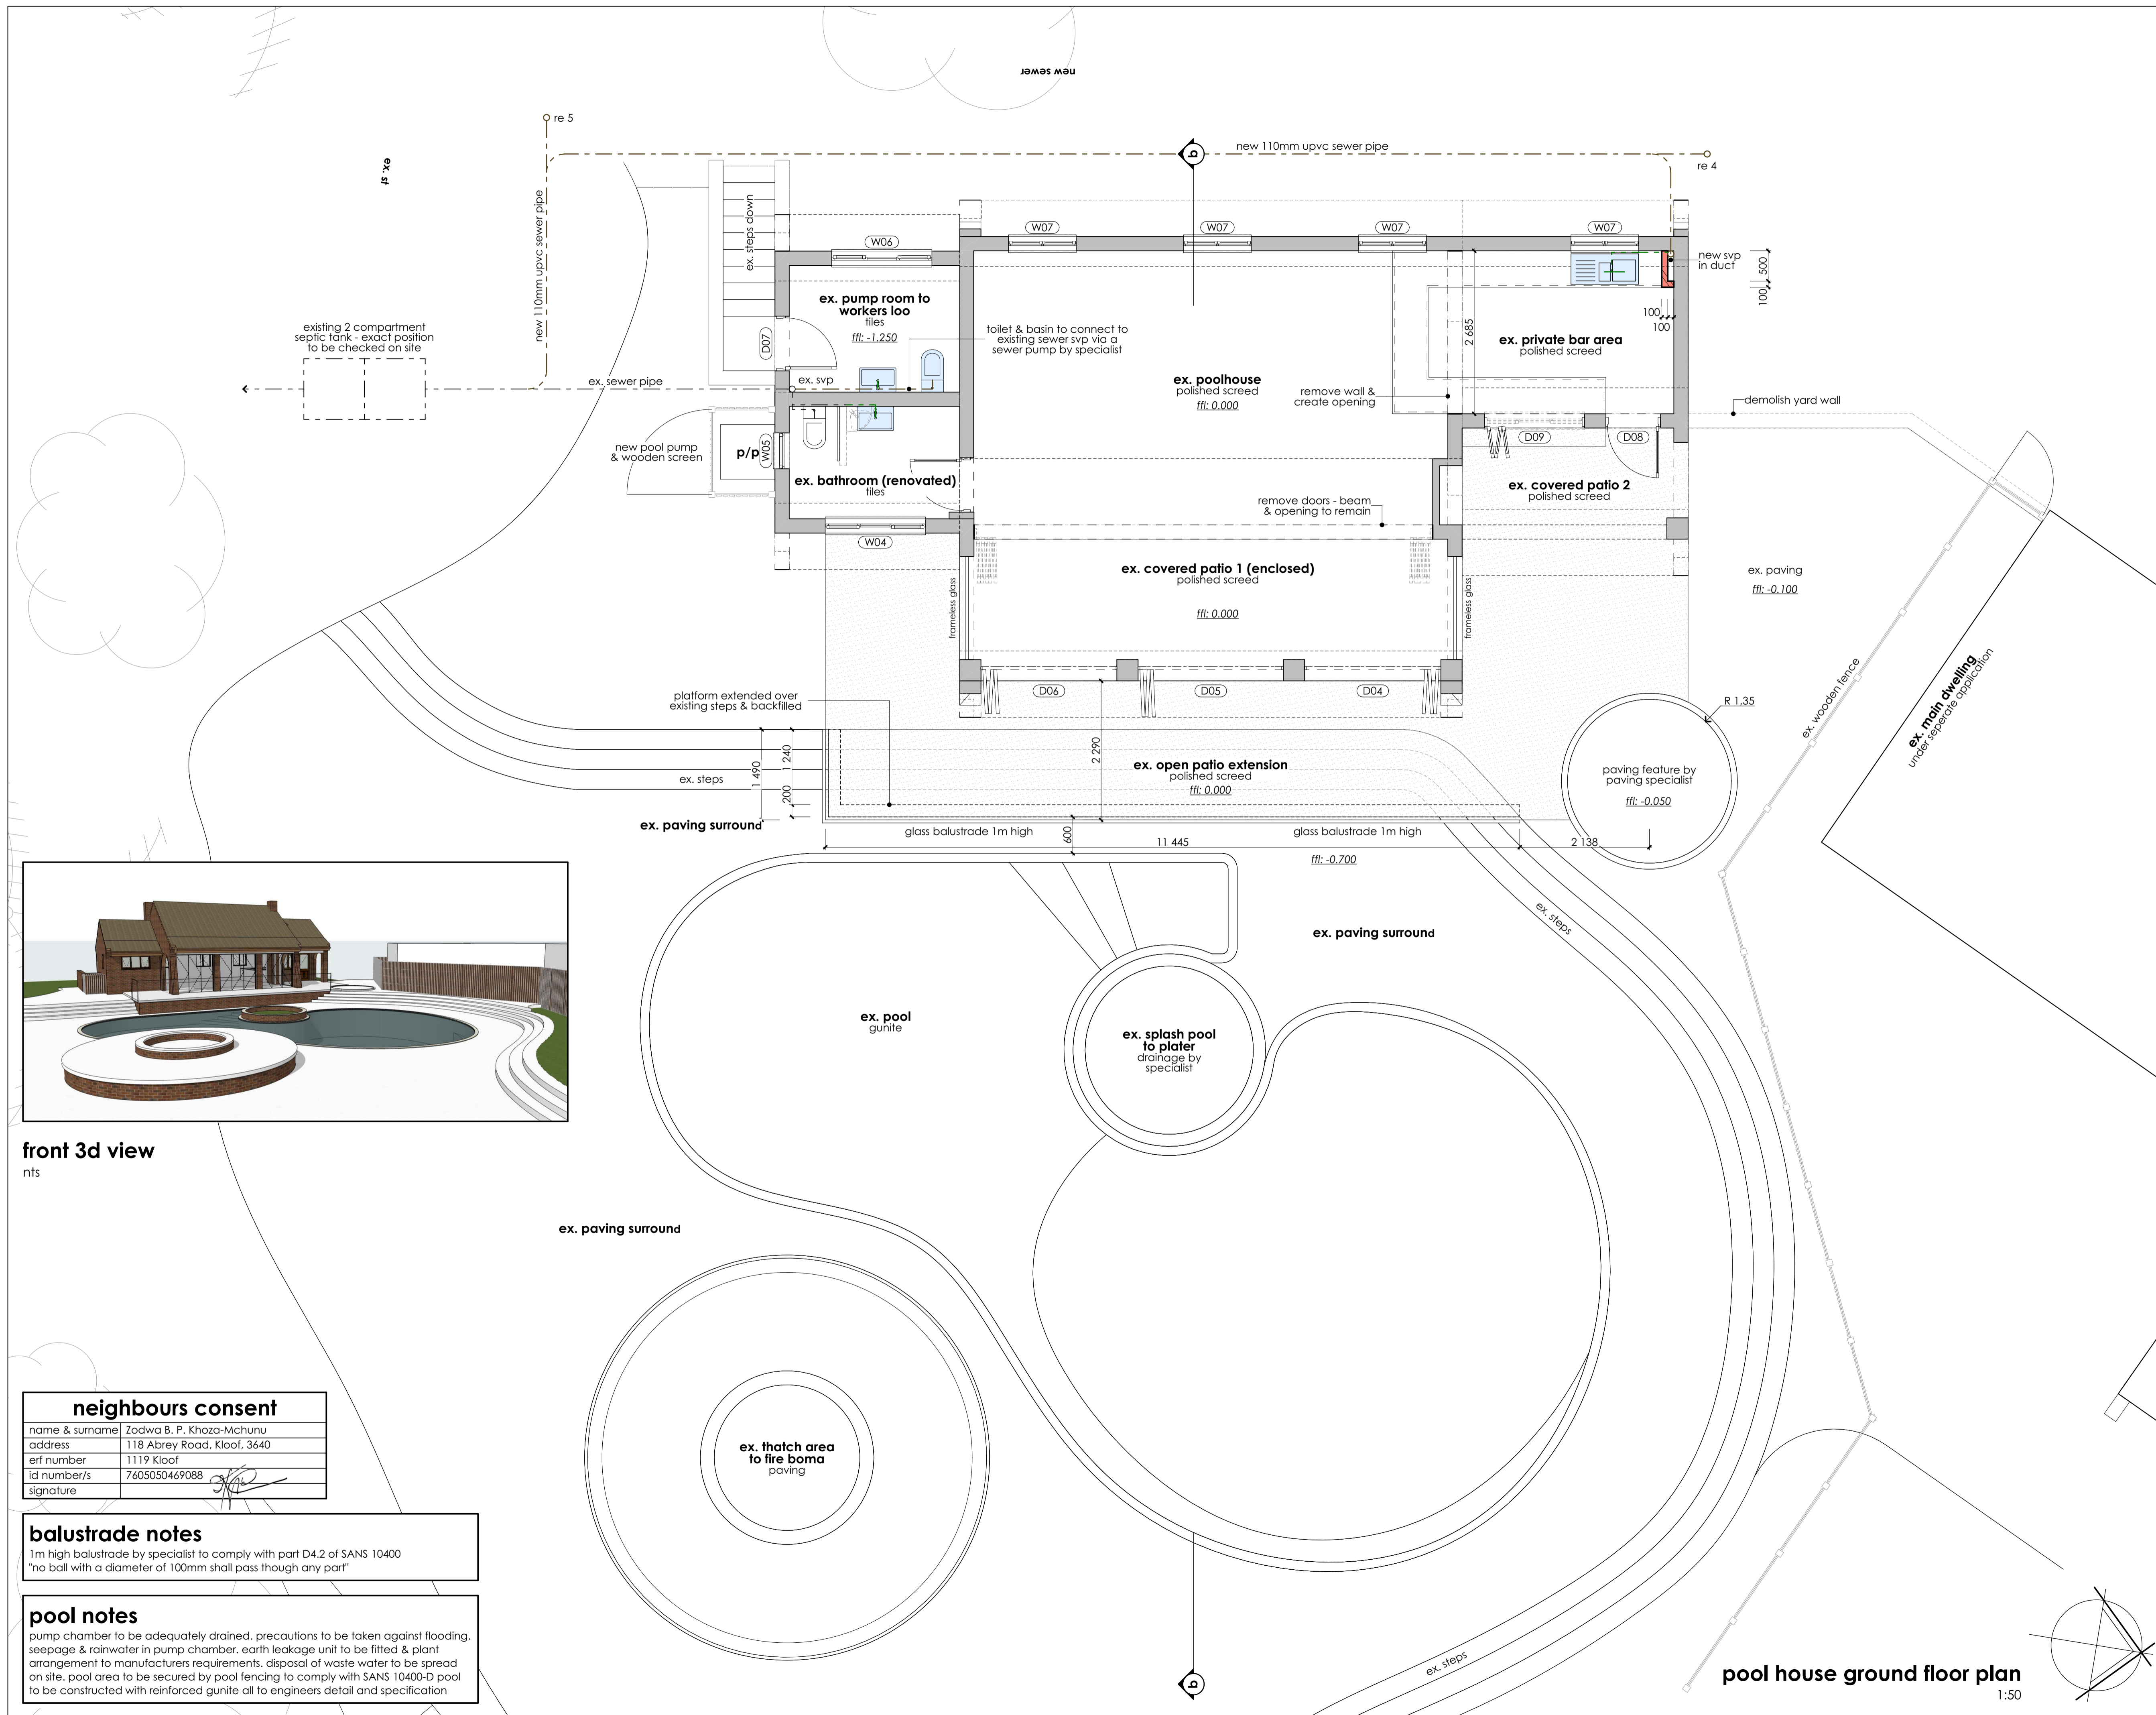 new sewer
re 5
new 110mm upvc sewer pipe
re 4
ex. st
new 110mm upvc sewer pipe
ex. steps down
W06
W07
W07
W07
W07
new svp
in duct
500
100
100
100
ex. pump room to
workers loo
tiles
ffl: -1.250
D07
toilet & basin to connect to
existing sewer svp via a
sewer pump by specialist
existing 2 compartment
septic tank - exact position
to be checked on site
ex. sewer pipe
ex. svp
2 685
ex. private bar area
polished screed
ex. poolhouse
polished screed
ffl: 0.000
remove wall &
create opening
demolish yard wall
D09
D08
new pool pump
& wooden screen
p/p
W05
ex. bathroom (renovated)
tiles
W04
ex. covered patio 2
polished screed
remove doors - beam
& opening to remain
ex. covered patio 1 (enclosed)
polished screed
ffl: 0.000
frameless glass
frameless glass
ex. paving
ffl: -0.100
ex. wooden fence
ex. main dwelling
under seperate application
D06
D05
D04
platform extended over
existing steps & backfilled
R 1.35
1 490
1 240
200
2 290
ex. steps
ex. open patio extension
polished screed
ffl: 0.000
paving feature by
paving specialist
ffl: -0.050
ex. paving surround
glass balustrade 1m high
glass balustrade 1m high
600
11 445
2 138
ffl: -0.700
ex. steps
ex. paving surround
ex. pool
gunite
ex. splash pool
to plater
drainage by
specialist
front 3d view
nts
ex. paving surround
ex. thatch area
to fire boma
paving
neighbours consent
name & surname Zodwa B. P. Khoza-Mchunu
address 118 Abrey Road, Kloof, 3640
erf number 1119 Kloof
id number/s 7605050469088
signature
balustrade notes
1m high balustrade by specialist to comply with part D4.2 of SANS 10400
"no ball with a diameter of 100mm shall pass though any part"
pool notes
pump chamber to be adequately drained. precautions to be taken against flooding,
seepage & rainwater in pump chamber. earth leakage unit to be fitted & plant
arrangement to manufacturers requirements. disposal of waste water to be spread
on site. pool area to be secured by pool fencing to comply with SANS 10400-D pool
to be constructed with reinforced gunite all to engineers detail and specification
ex. steps
b
b
pool house ground floor plan
1:50